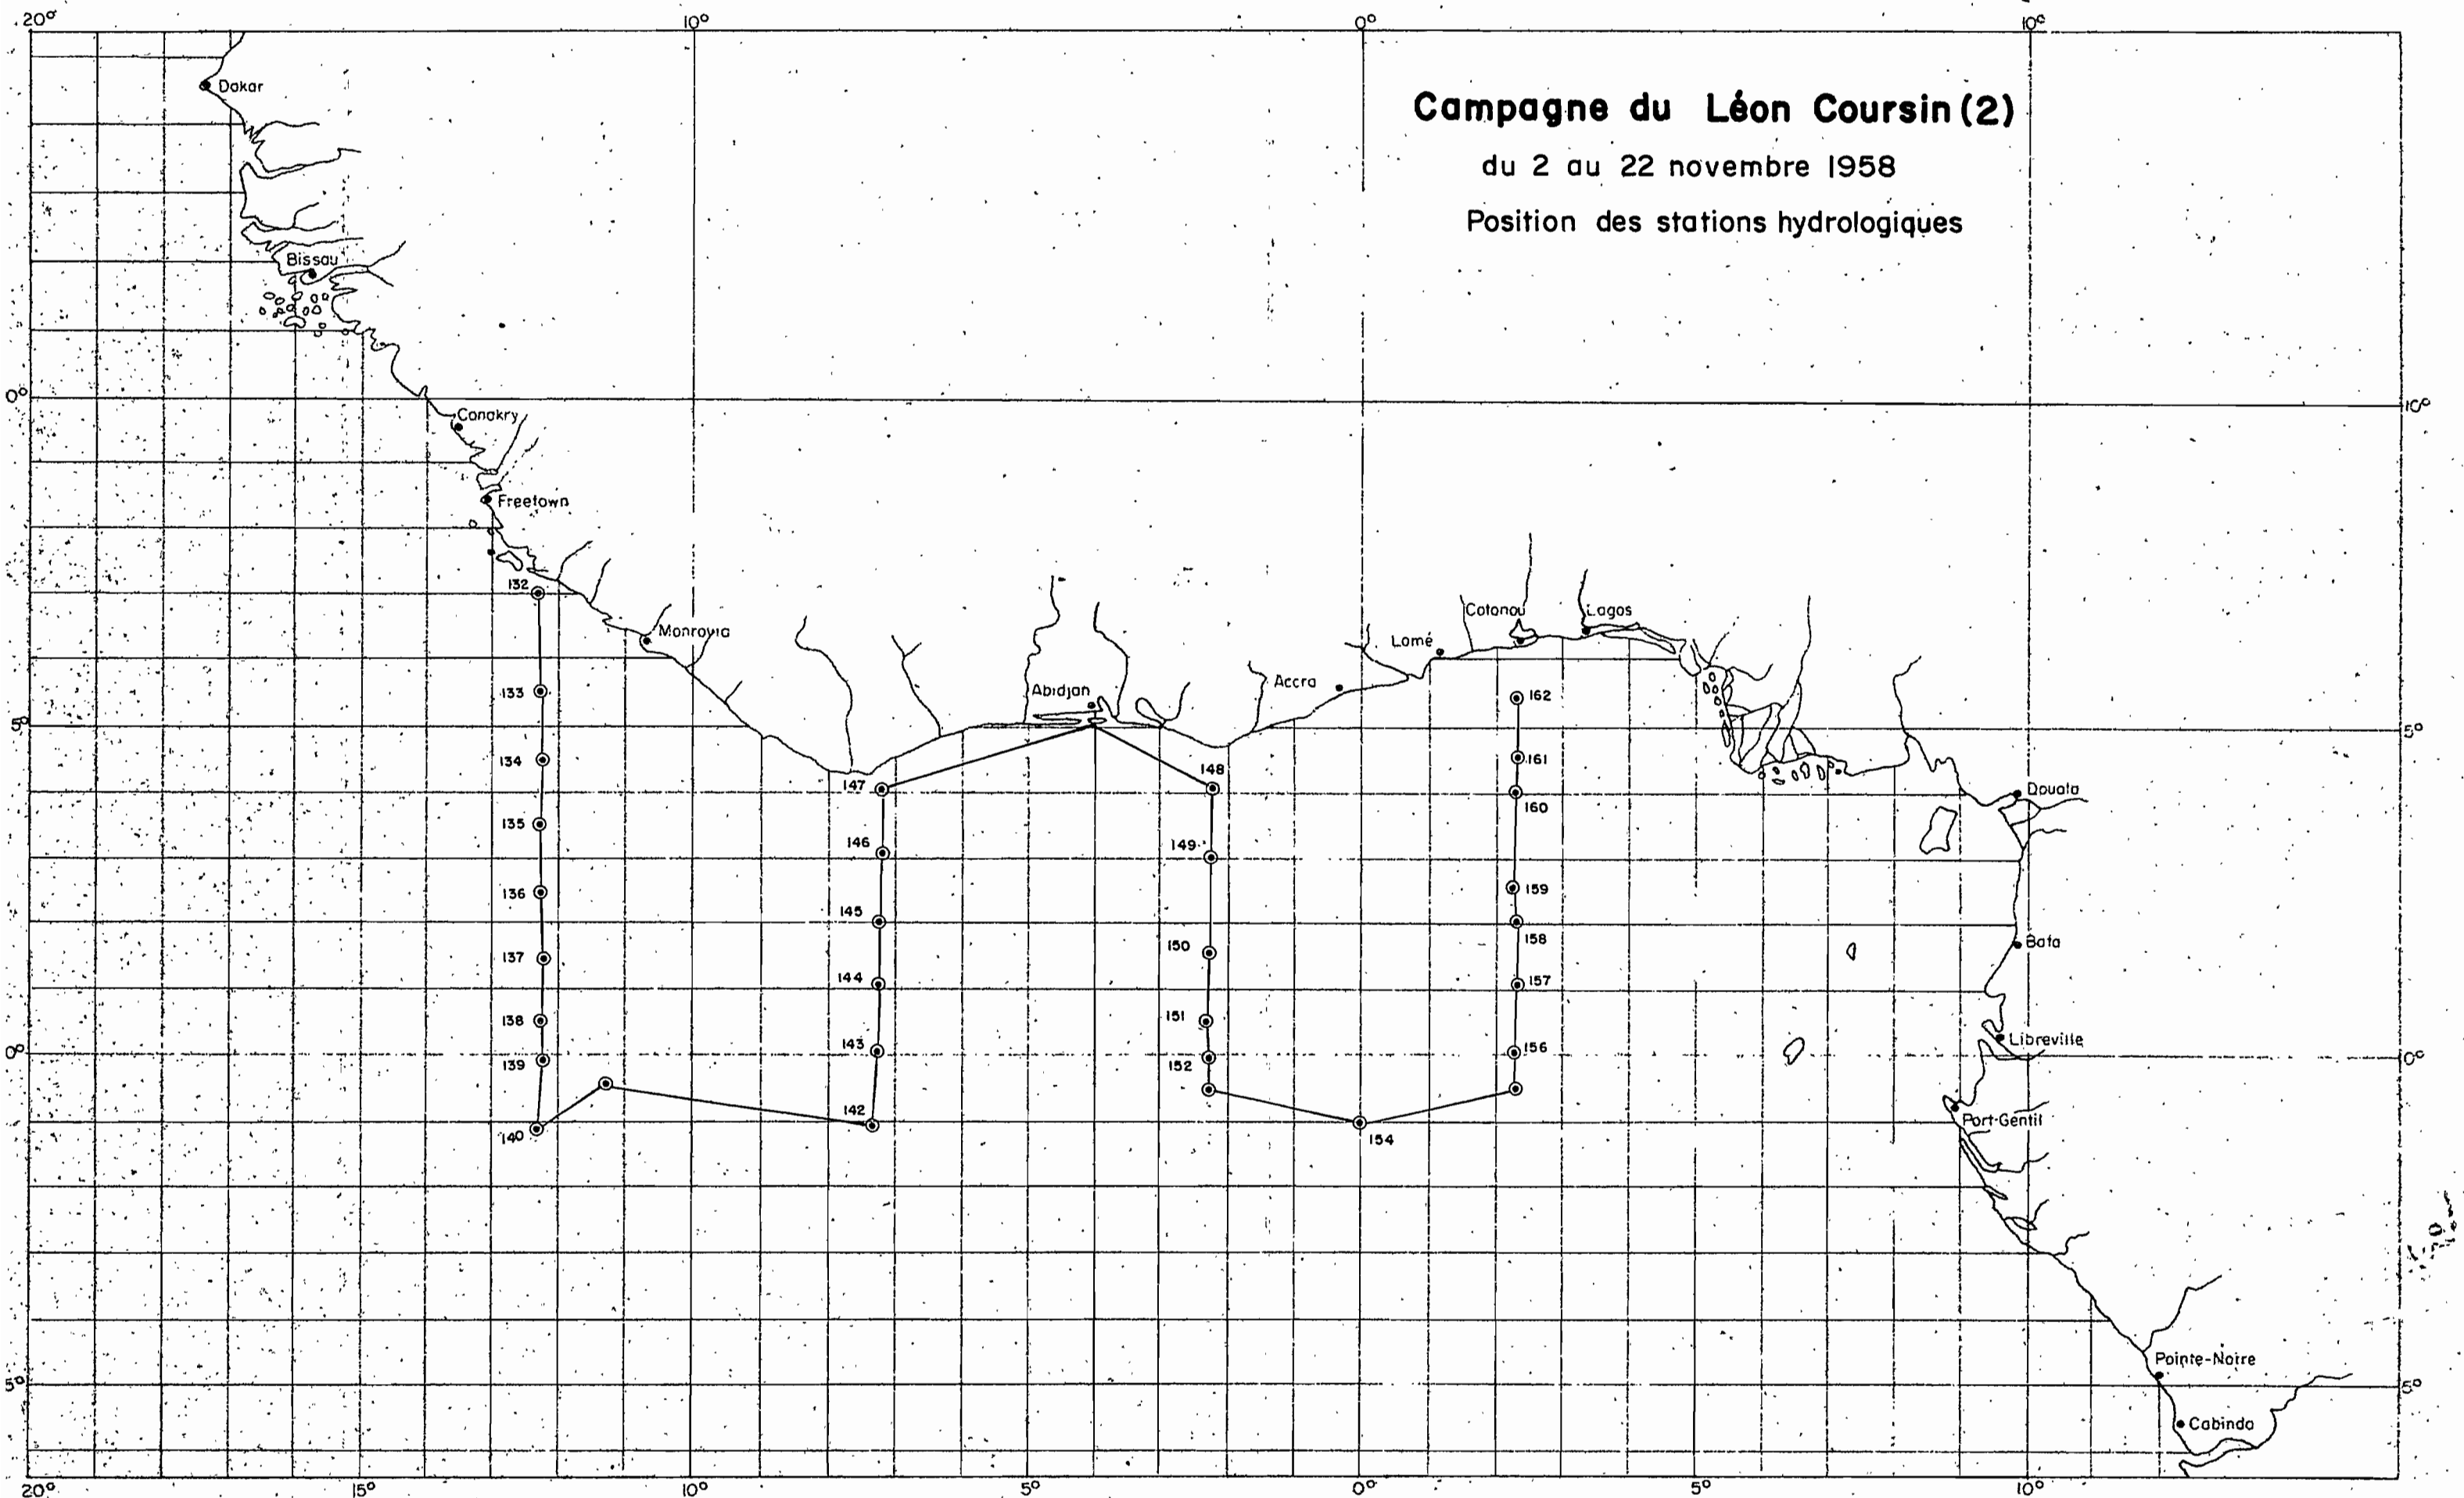 20° 10° 0° 10°
Campagne du Léon Coursin (2)
du 2 au 22 novembre 1958
Position des stations hydrologiques
Dakar
Bissau
0° 10°
Conakry
Freetown
132
Monrovia
Cotonou
Lagos
Lomé
Accra
Abidjan
133
162
5° 5°
134
161
147
148
Douala
160
135
146
149
136
159
145
158
150
Bata
137
144
157
138
151
Libreville
143
156
0° 0°
139
152
142
Port-Gentil
140
154
Pointe-Noire
5° 5°
Cabinda
20° 15° 10° 5° 0° 5° 10°